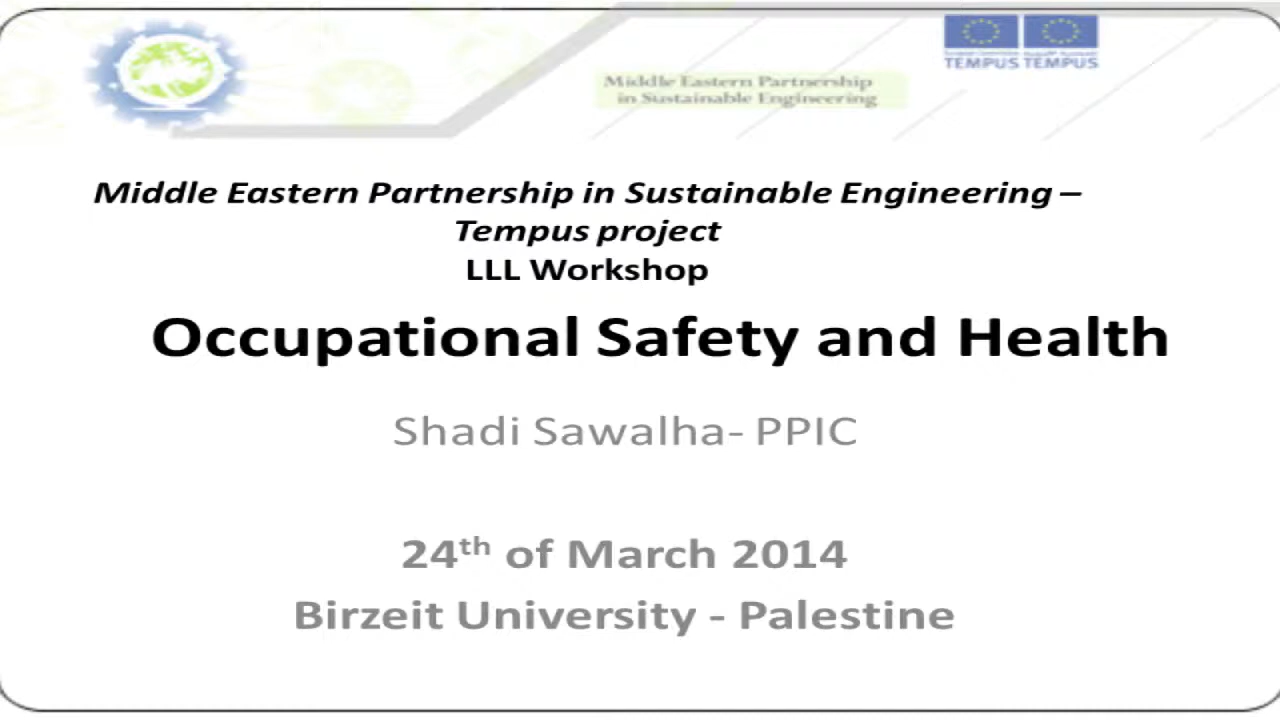 TEMPUS TEMPUS
Middle Eastern Partnership
in Sustainable Engineering
Middle Eastern Partnership in Sustainable Engineering –
Tempus project
LLL Workshop
Occupational Safety and Health
Shadi Sawalha- PPIC
24th of March 2014
Birzeit University - Palestine